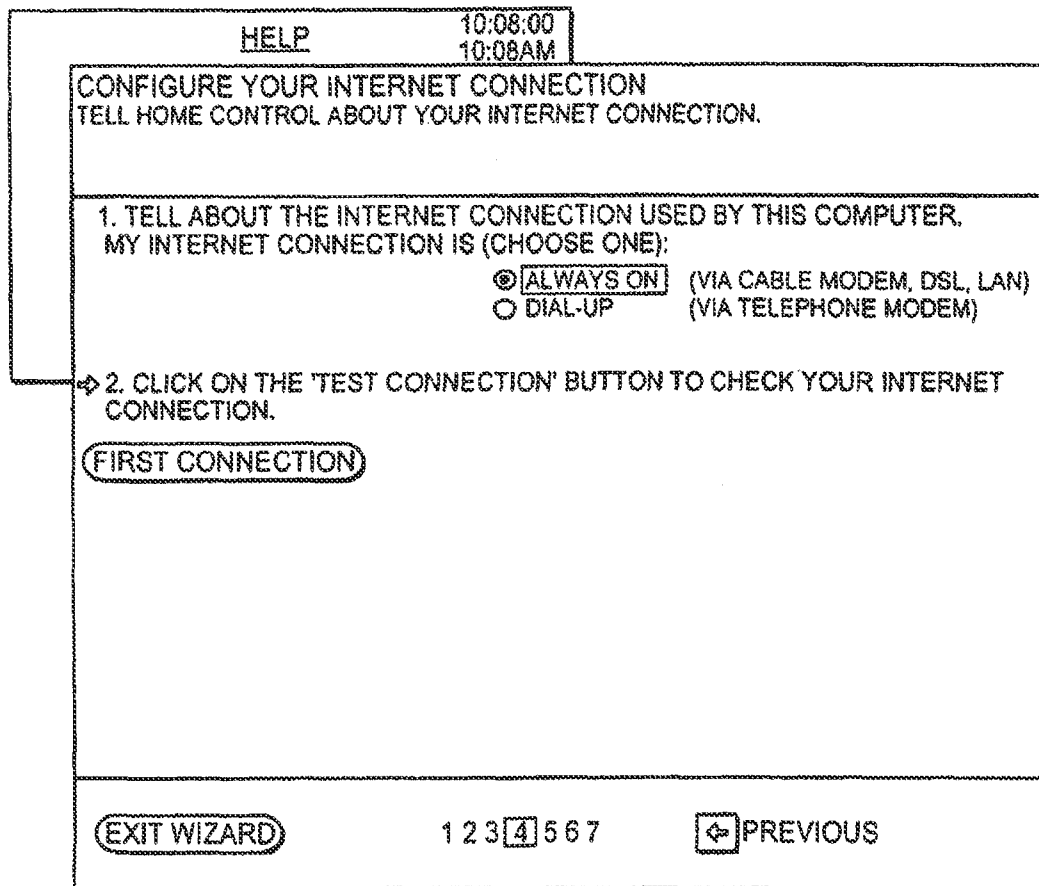 HELP
10:08:00
10:08AM
CONFIGURE YOUR INTERNET CONNECTION
TELL HOME CONTROL ABOUT YOUR INTERNET CONNECTION.
1. TELL ABOUT THE INTERNET CONNECTION USED BY THIS COMPUTER.
MY INTERNET CONNECTION IS (CHOOSE ONE):
ALWAYS ON (VIA CABLE MODEM, DSL, LAN)
DIAL-UP (VIA TELEPHONE MODEM)
2. CLICK ON THE 'TEST CONNECTION' BUTTON TO CHECK YOUR INTERNET
CONNECTION.
FIRST CONNECTION
EXIT WIZARD 1 2 3 4 5 6 7 PREVIOUS